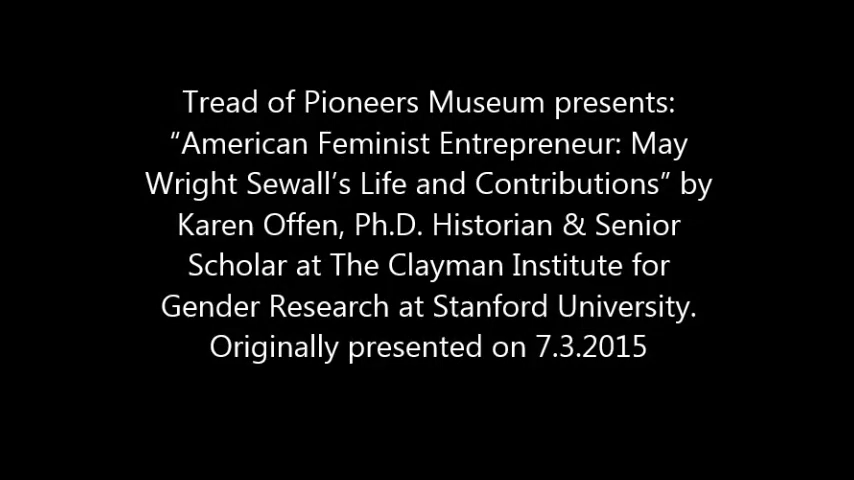 Tread of Pioneers Museum presents:
“American Feminist Entrepreneur: May
Wright Sewall’s Life and Contributions” by
Karen Offen, Ph.D. Historian & Senior
Scholar at The Clayman Institute for
Gender Research at Stanford University.
Originally presented on 7.3.2015